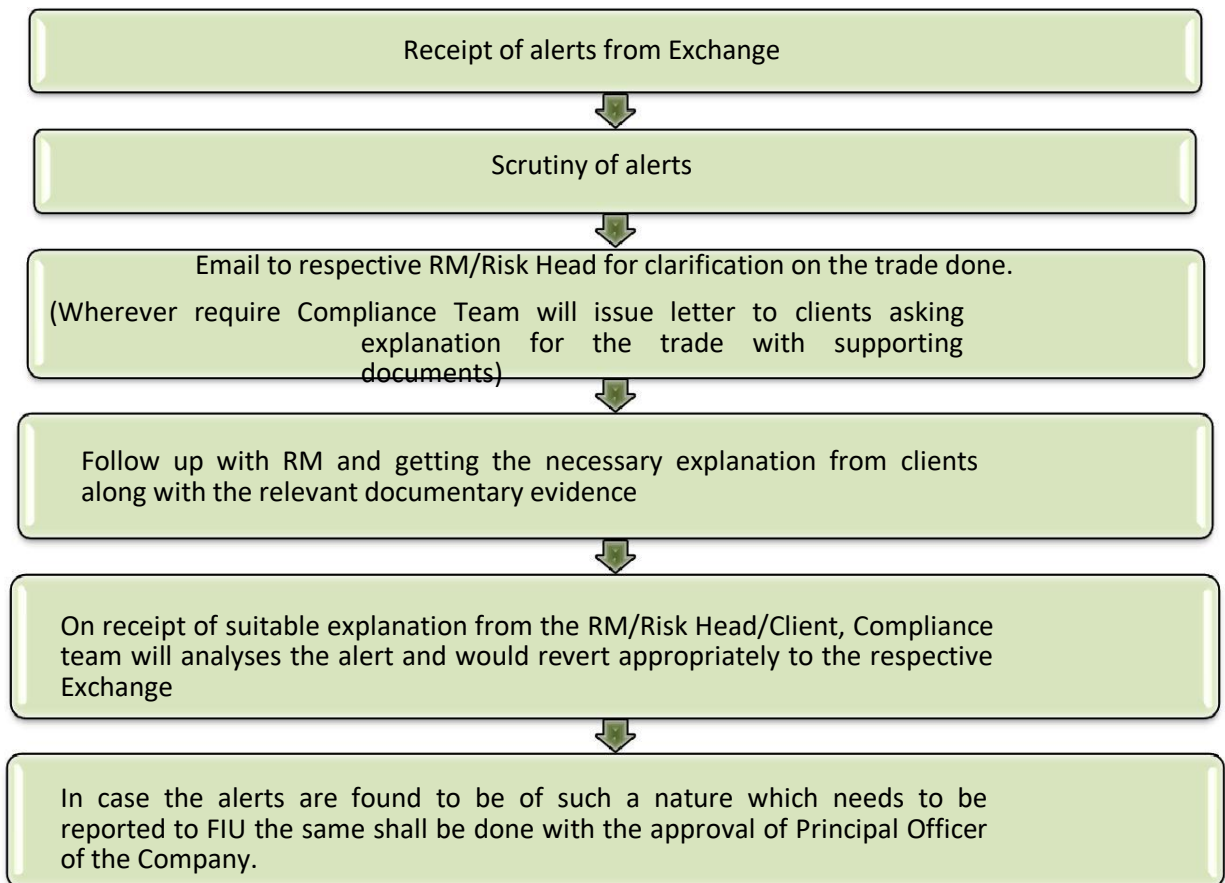 Receipt of alerts from Exchange
Scrutiny of alerts
Email to respective RM/Risk Head for clarification on the trade done.
(Wherever require Compliance Team will issue letter to clients asking
explanation for the trade with supporting
documents)
Follow up with RM and getting the necessary explanation from clients
along with the relevant documentary evidence
On receipt of suitable explanation from the RM/Risk Head/Client, Compliance
team will analyses the alert and would revert appropriately to the respective
Exchange
In case the alerts are found to be of such a nature which needs to be
reported to FIU the same shall be done with the approval of Principal Officer
of the Company.